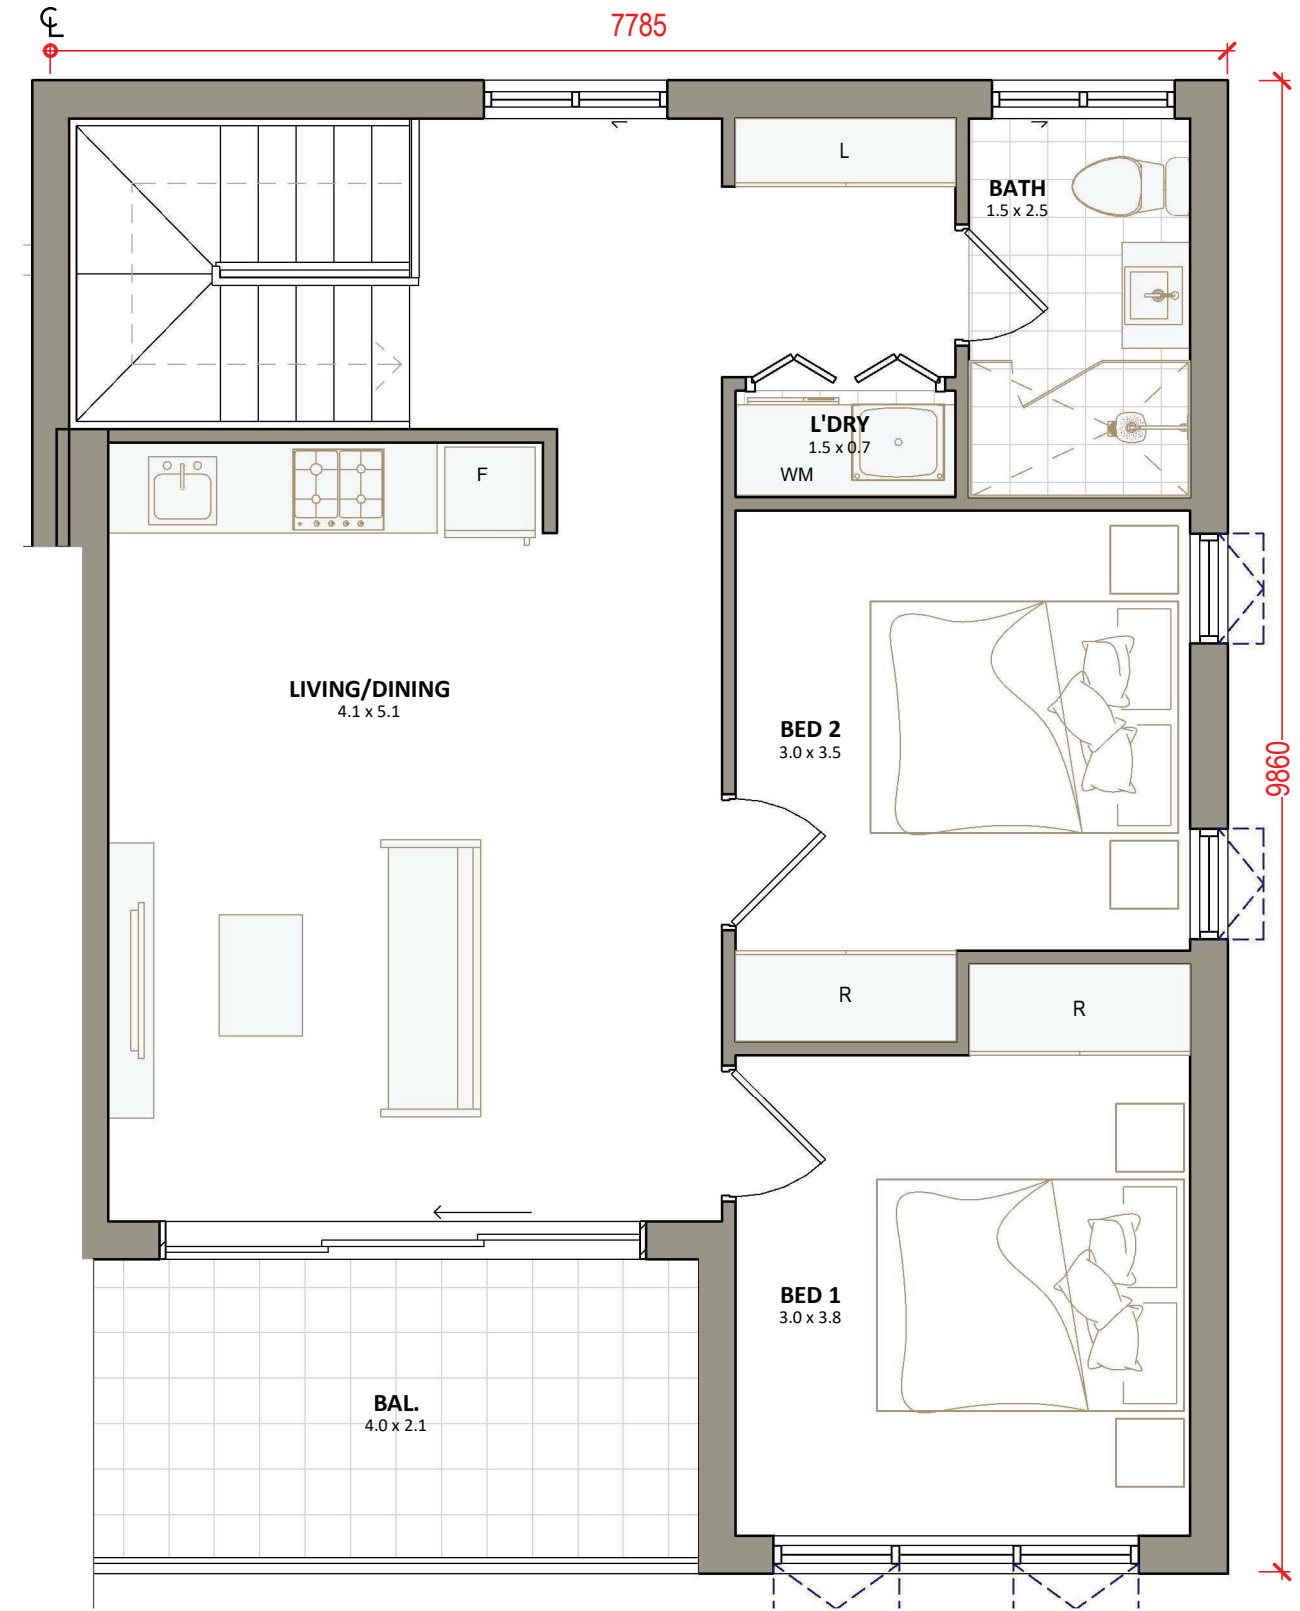 ℄
7785
L
BATH
1.5 x 2.5
L'DRY
1.5 x 0.7
WM
F
LIVING/DINING
4.1 x 5.1
BED 2
3.0 x 3.5
9860
R
R
BED 1
3.0 x 3.8
BAL.
4.0 x 2.1